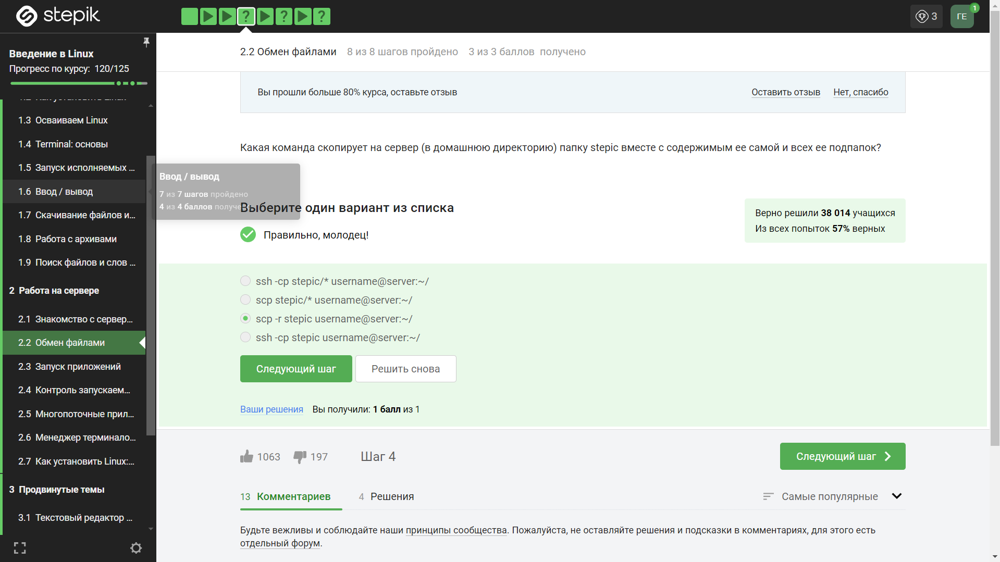 stepik
?
?
?
3
ГЕ
1
Введение в Linux
Прогресс по курсу: 120/125
1.2 Как установить Linux
1.3 Осваиваем Linux
1.4 Terminal: основы
1.5 Запуск исполняемых ...
1.6 Ввод / вывод
1.7 Скачивание файлов и...
1.8 Работа с архивами
1.9 Поиск файлов и слов ...
2 Работа на сервере
2.1 Знакомство с сервер...
2.2 Обмен файлами
2.3 Запуск приложений
2.4 Контроль запускаем...
2.5 Многопоточные прил...
2.6 Менеджер терминало...
2.7 Как установить Linux:...
3 Продвинутые темы
3.1 Текстовый редактор ...
Ввод / вывод
7 из 7 шагов пройдено
4 из 4 баллов получе
2.2 Обмен файлами 8 из 8 шагов пройдено 3 из 3 баллов получено
Вы прошли больше 80% курса, оставьте отзыв
Оставить отзыв
Нет, спасибо
Какая команда скопирует на сервер (в домашнюю директорию) папку stepic вместе с содержимым ее самой и всех ее подпапок?
Выберите один вариант из списка
Правильно, молодец!
Верно решили 38 014 учащихся
Из всех попыток 57% верных
ssh -cp stepic/* username@server:~/
scp stepic/* username@server:~/
scp -r stepic username@server:~/
ssh -cp stepic username@server:~/
Следующий шаг
Решить снова
Ваши решения Вы получили: 1 балл из 1
1063
197
Шаг 4
Следующий шаг
13 Комментариев
4 Решения
Самые популярные
Будьте вежливы и соблюдайте наши принципы сообщества. Пожалуйста, не оставляйте решения и подсказки в комментариях, для этого есть
отдельный форум.